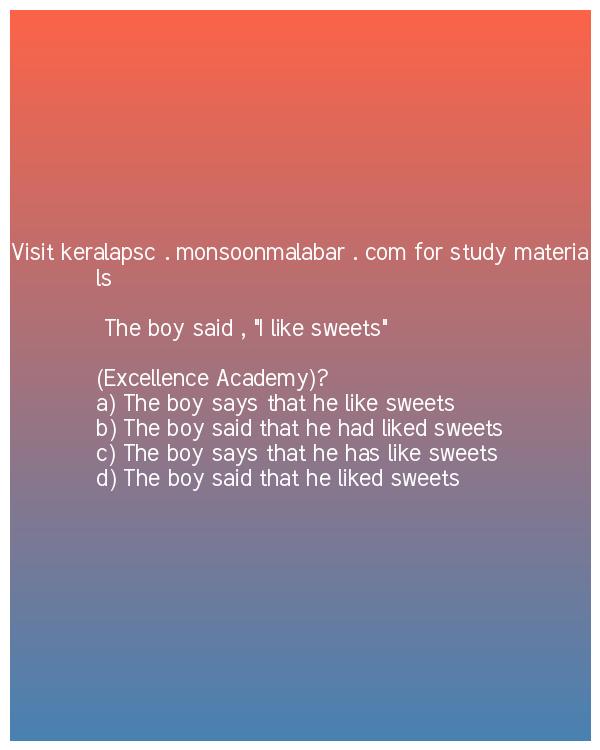 Visit keralapsc . monsoonmalabar . com for study materia
ls
The boy said , "I like sweets"
(Excellence Academy)?
a) The boy says that he like sweets
b) The boy said that he had liked sweets
c) The boy says that he has like sweets
d) The boy said that he liked sweets